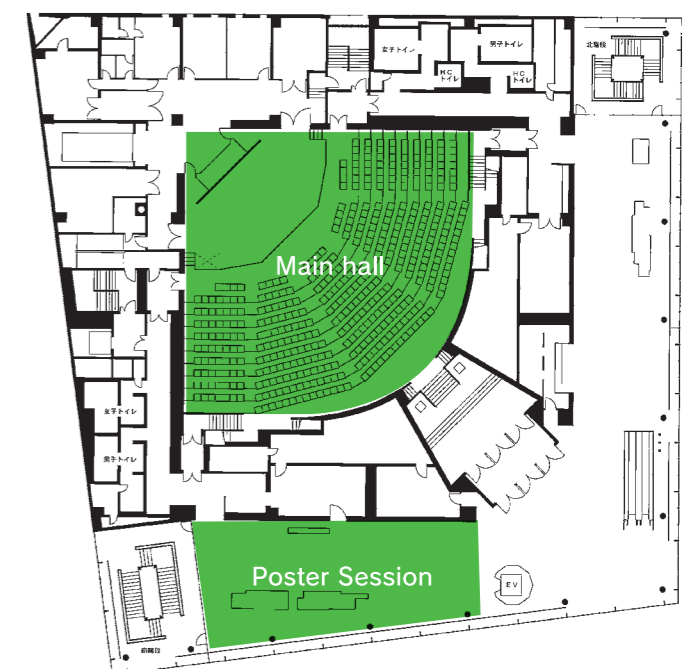 女子トイレ
男子トイレ
HC
トイレ
HC
トイレ
北階段
Main hall
女子トイレ
男子トイレ
Poster Session
EV
南階段